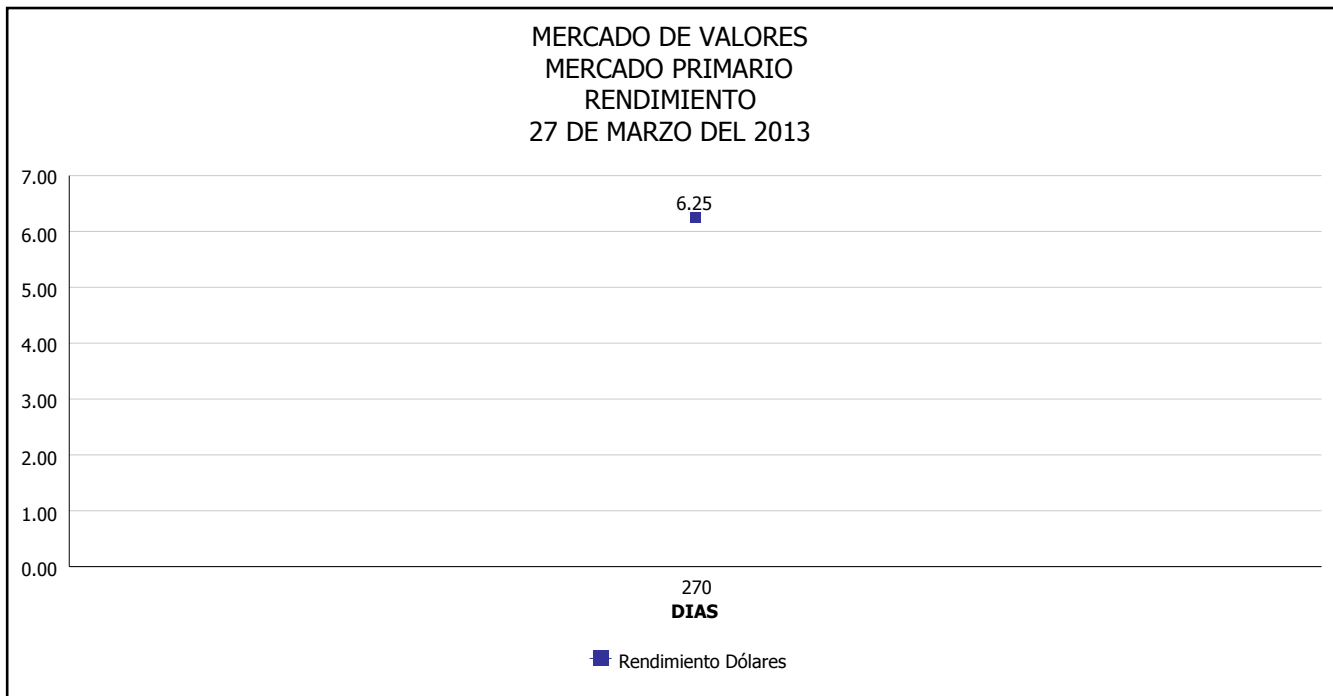 MERCADO DE VALORES
MERCADO PRIMARIO
RENDIMIENTO
27 DE MARZO DEL 2013
7.00
6.25
6.00
5.00
4.00
3.00
2.00
1.00
0.00
270
DIAS
Rendimiento Dólares